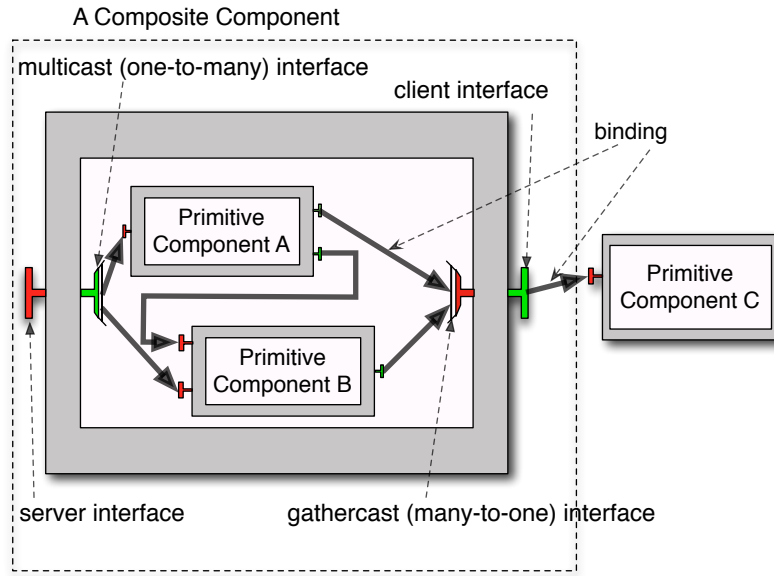 A Composite Component
multicast (one-to-many) interface
client interface
binding
Primitive
Component A
Primitive
Component C
Primitive
Component B
server interface
gathercast (many-to-one) interface